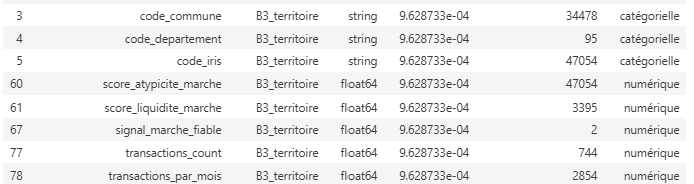 3 code_commune B3_territoire string 9.628733e-04 34478 catégorielle
4 code_departement B3_territoire string 9.628733e-04 95 catégorielle
5 code_iris B3_territoire string 9.628733e-04 47054 catégorielle
60 score_atypicite_marche B3_territoire float64 9.628733e-04 47054 numérique
61 score_liquidite_marche B3_territoire float64 9.628733e-04 3395 numérique
67 signal_marche_fiable B3_territoire float64 9.628733e-04 2 numérique
77 transactions_count B3_territoire float64 9.628733e-04 744 numérique
78 transactions_par_mois B3_territoire float64 9.628733e-04 2854 numérique